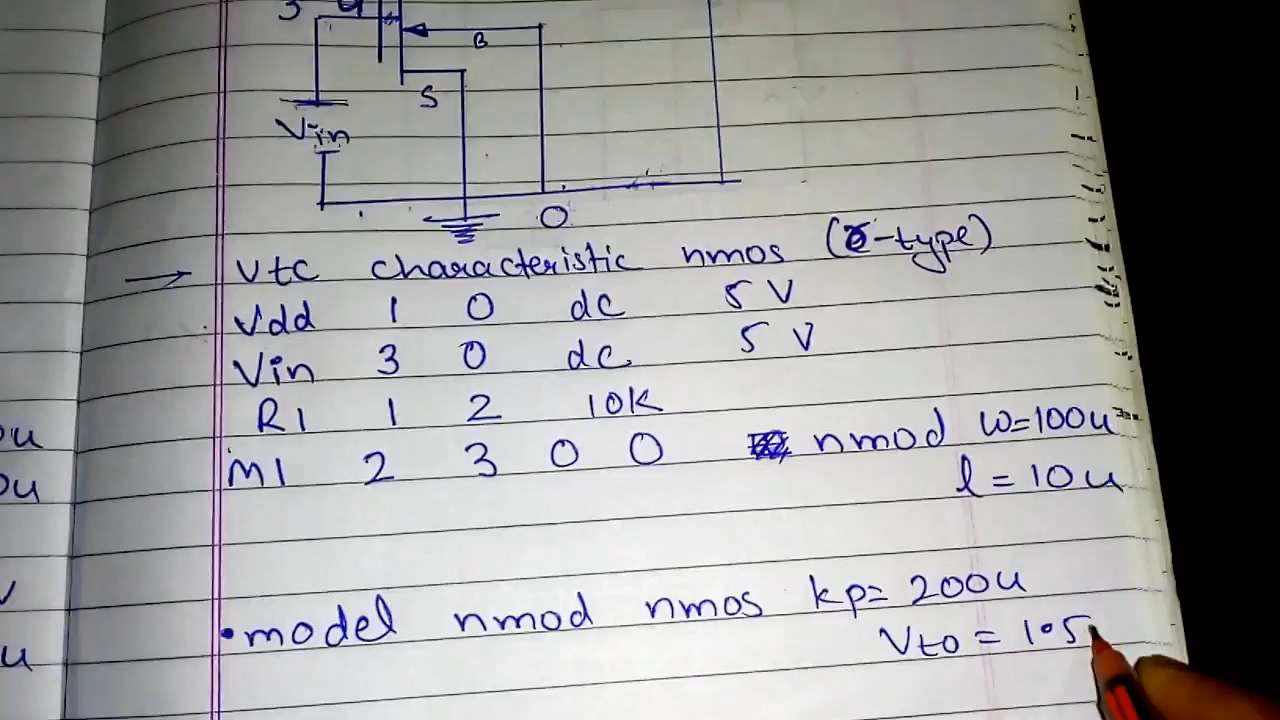 3 G
B
S
Vin
0
→ Vtc characteristic nmos (E-type)
Vdd 1 0 dc 5 V
Vin 3 0 dc 5 V
R1 1 2 10K
M1 2 3 0 0 nmod w=100u
l = 10u
.model nmod nmos kp= 200u
Vto = 1.5
u
u
u